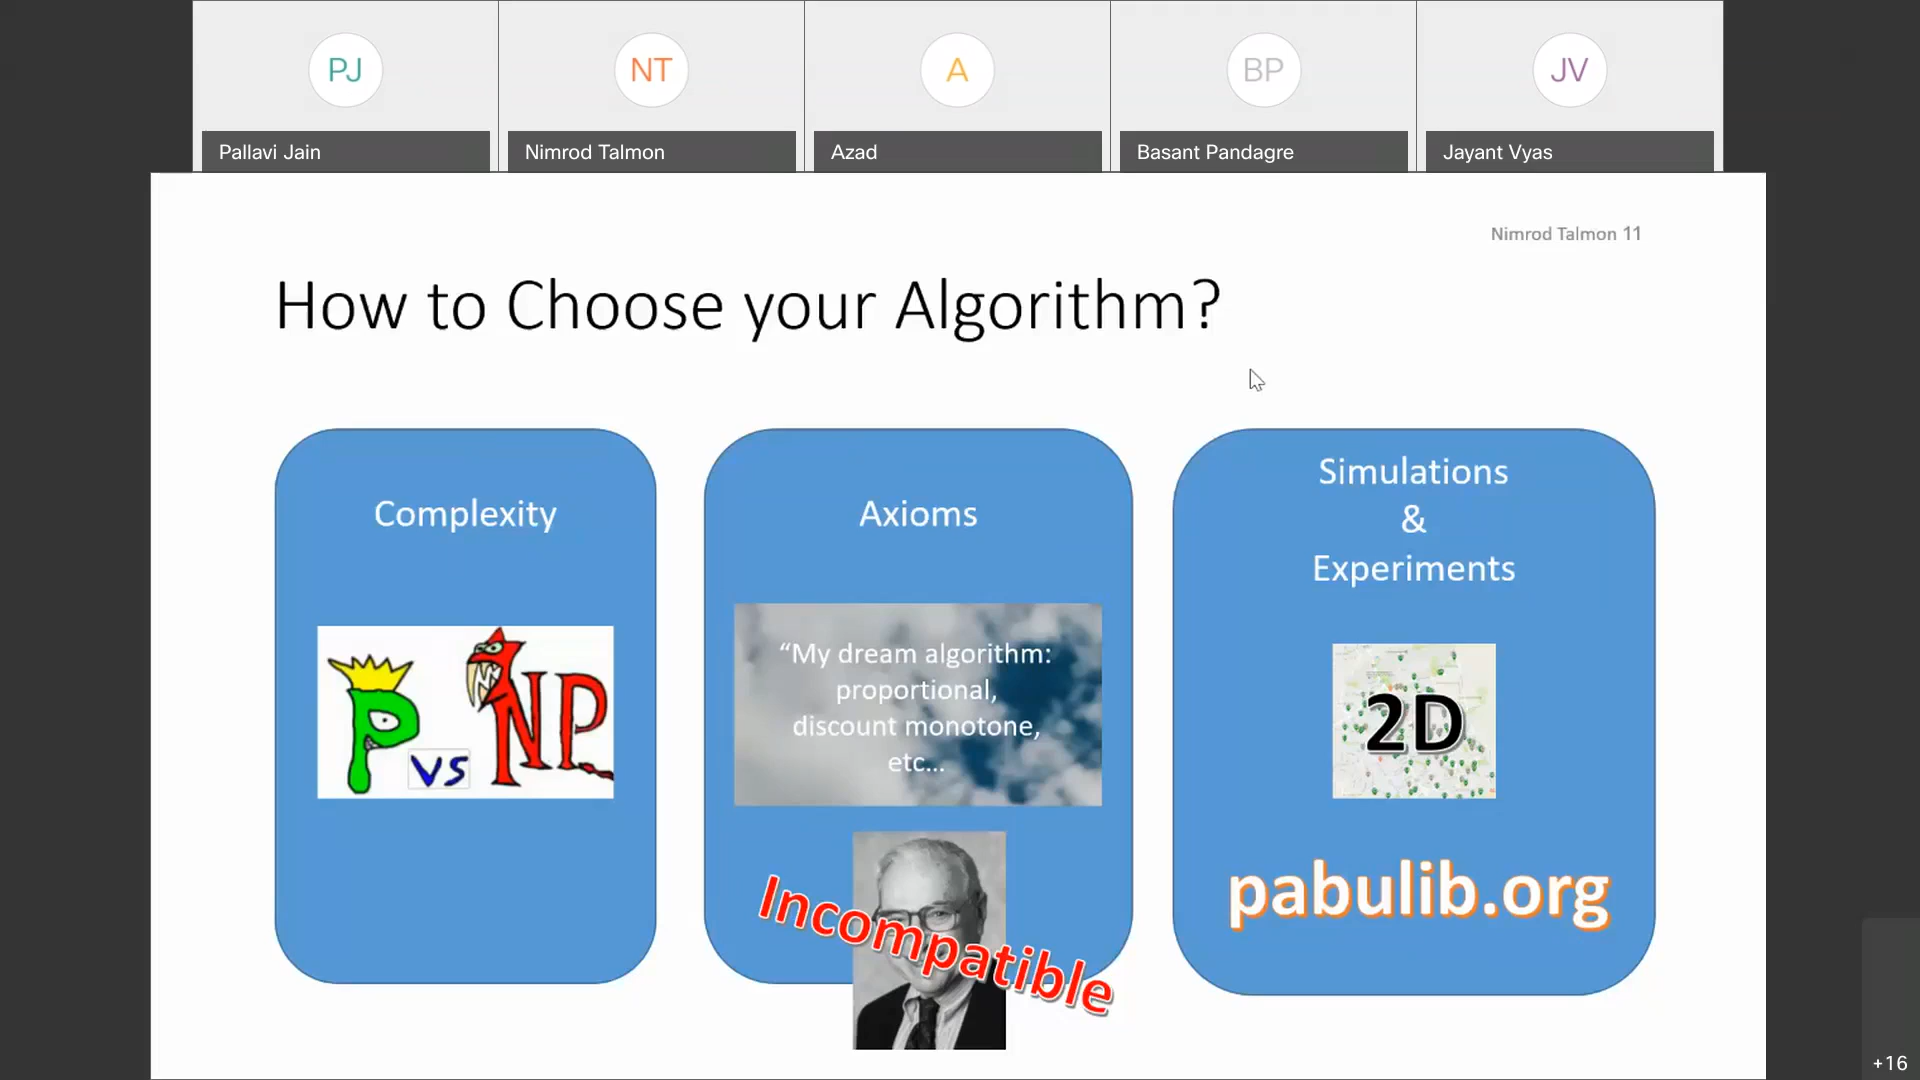 PJ
NT
A
BP
JV
Pallavi Jain
Nimrod Talmon
Azad
Basant Pandagre
Jayant Vyas
Nimrod Talmon 11
How to Choose your Algorithm?
Complexity
P vs NP
Axioms
“My dream algorithm:
proportional,
discount monotone,
etc...
Incompatible
Simulations
&
Experiments
2D
pabulib.org
+16